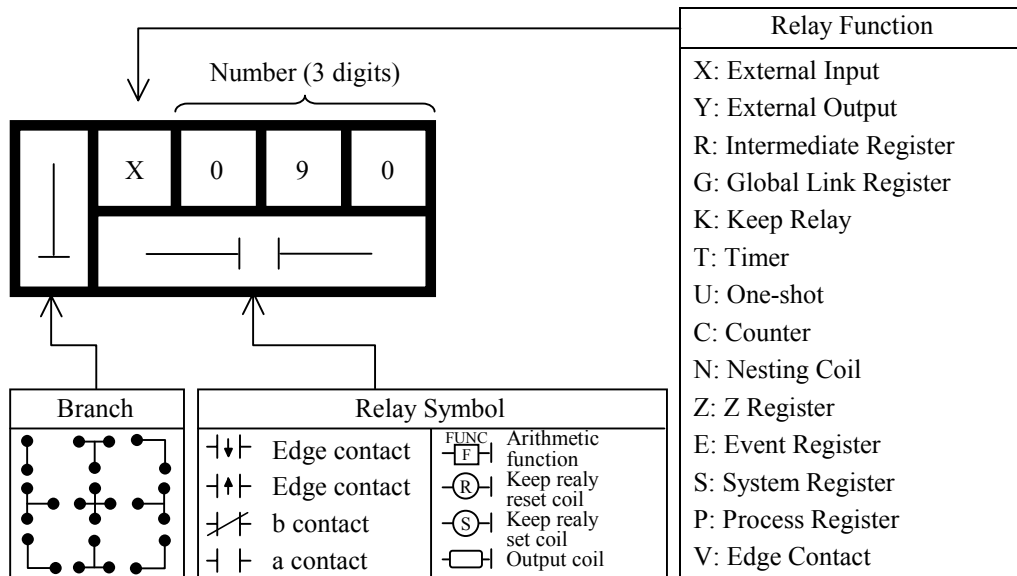 Relay Function
X: External Input
Y: External Output
R: Intermediate Register
G: Global Link Register
K: Keep Relay
T: Timer
U: One-shot
C: Counter
N: Nesting Coil
Z: Z Register
E: Event Register
S: System Register
P: Process Register
V: Edge Contact
Number (3 digits)
X 0 9 0
Branch
Relay Symbol
Edge contact
Edge contact
b contact
a contact
FUNC
F
Arithmetic
function
R
Keep realy
reset coil
S
Keep realy
set coil
Output coil